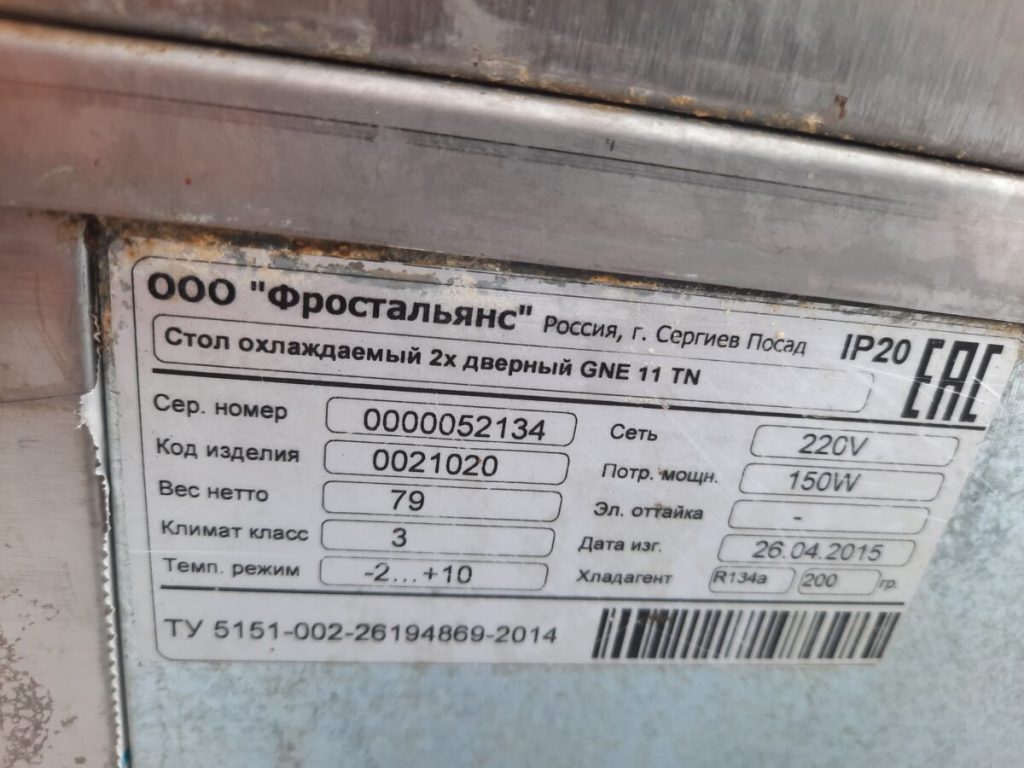 ООО "Фростальянс" Россия, г. Сергиев Посад IP20 EAC
Стол охлаждаемый 2х дверный GNE 11 TN
Сер. номер 0000052134 Сеть 220V
Код изделия 0021020 Потр. мощн. 150W
Вес нетто 79 Эл. оттайка -
Климат класс 3 Дата изг. 26.04.2015
Темп. режим -2...+10 Хладагент R134a 200 гр.
ТУ 5151-002-26194869-2014